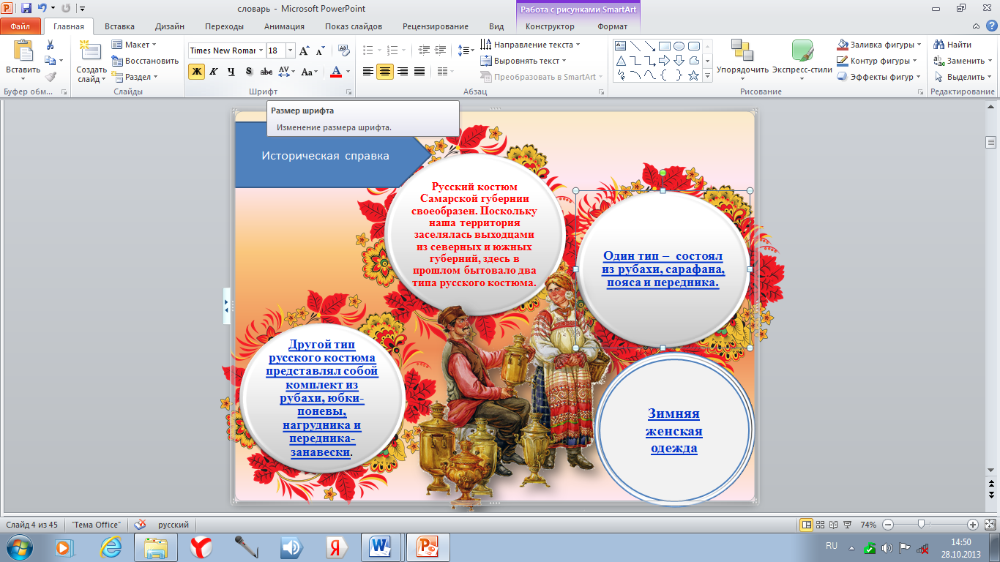 словарь - Microsoft PowerPoint
Работа с рисунками SmartArt
Файл
Главная
Вставка
Дизайн
Переходы
Анимация
Показ слайдов
Рецензирование
Вид
Конструктор
Формат
Вставить
Создать слайд
Макет
Восстановить
Раздел
Times New Romar
18
Ж К Ч S abc AV Aa A
Направление текста
Выровнять текст
Преобразовать в SmartArt
Упорядочить
Экспресс-стили
Заливка фигуры
Контур фигуры
Эффекты фигур
Найти
Заменить
Выделить
Буфер обм...
Слайды
Шрифт
Абзац
Рисование
Редактирование
Размер шрифта
Изменение размера шрифта.
Историческая справка
Русский костюм
Самарской губернии
своеобразен. Поскольку
наша территория
заселялась выходцами
из северных и южных
губерний, здесь в
прошлом бытовало два
типа русского костюма.
Один тип – состоял
из рубахи, сарафана,
пояса и передника.
Другой тип
русского костюма
представлял собой
комплект из
рубахи, юбки-
поневы,
нагрудника и
передника-
занавески.
Зимняя
женская
одежда
Слайд 4 из 45
"Тема Office"
русский
74%
RU
14:50
28.10.2013